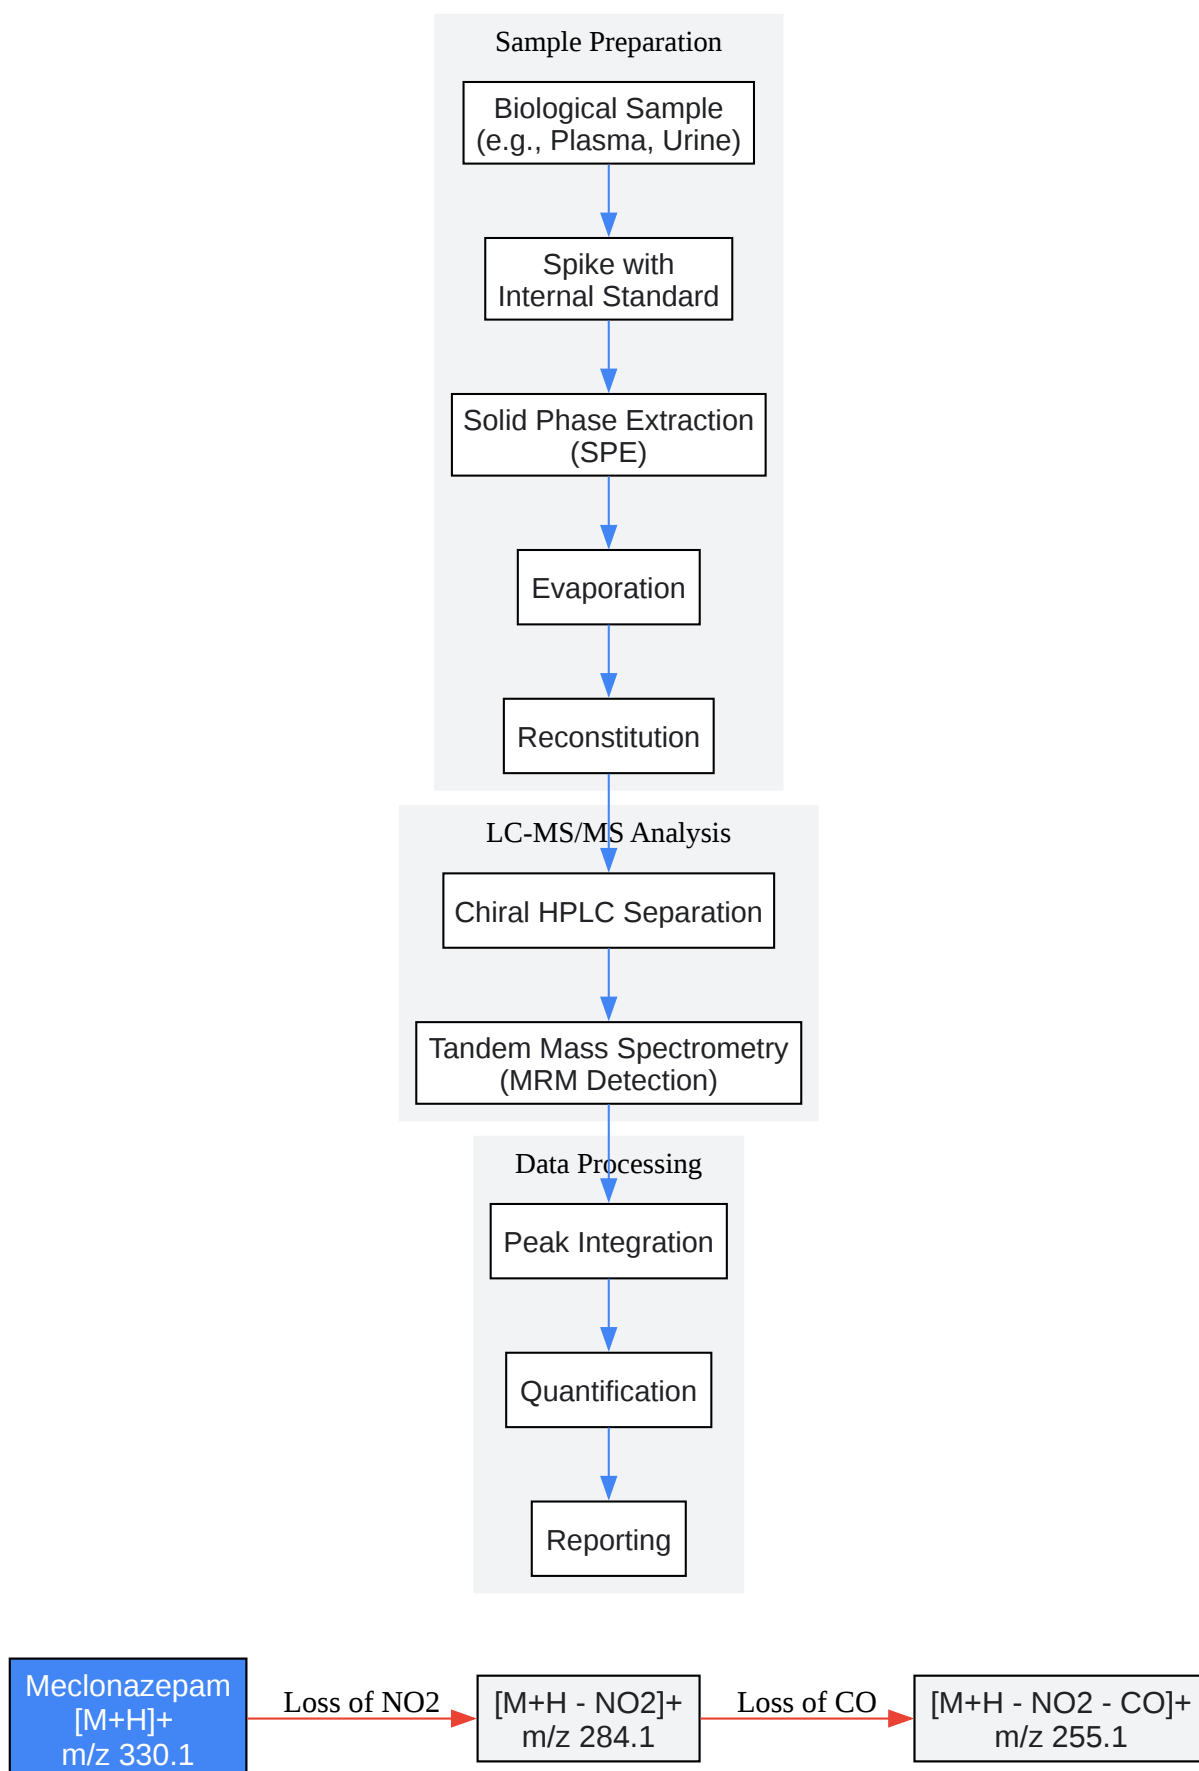 Sample Preparation
Biological Sample
(e.g., Plasma, Urine)
Spike with
Internal Standard
Solid Phase Extraction
(SPE)
Evaporation
Reconstitution
LC-MS/MS Analysis
Chiral HPLC Separation
Tandem Mass Spectrometry
(MRM Detection)
Data Processing
Peak Integration
Quantification
Reporting
Meclonazepam
[M+H]+
m/z 330.1
Loss of NO2
[M+H - NO2]+
m/z 284.1
Loss of CO
[M+H - NO2 - CO]+
m/z 255.1